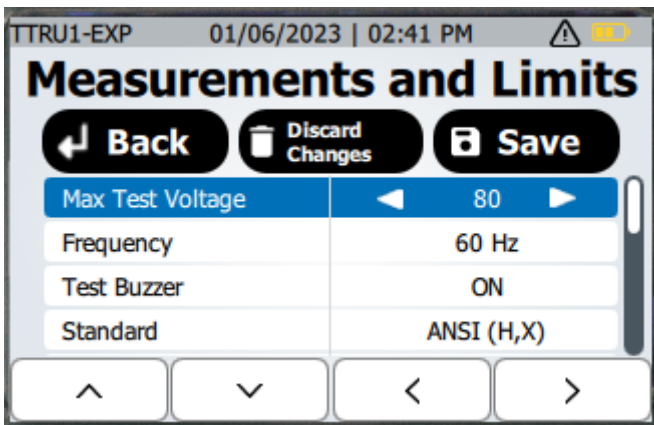 TTRU1-EXP 01/06/2023 | 02:41 PM
Measurements and Limits
Back
Discard
Changes
Save
Max Test Voltage 80
Frequency 60 Hz
Test Buzzer ON
Standard ANSI (H,X)